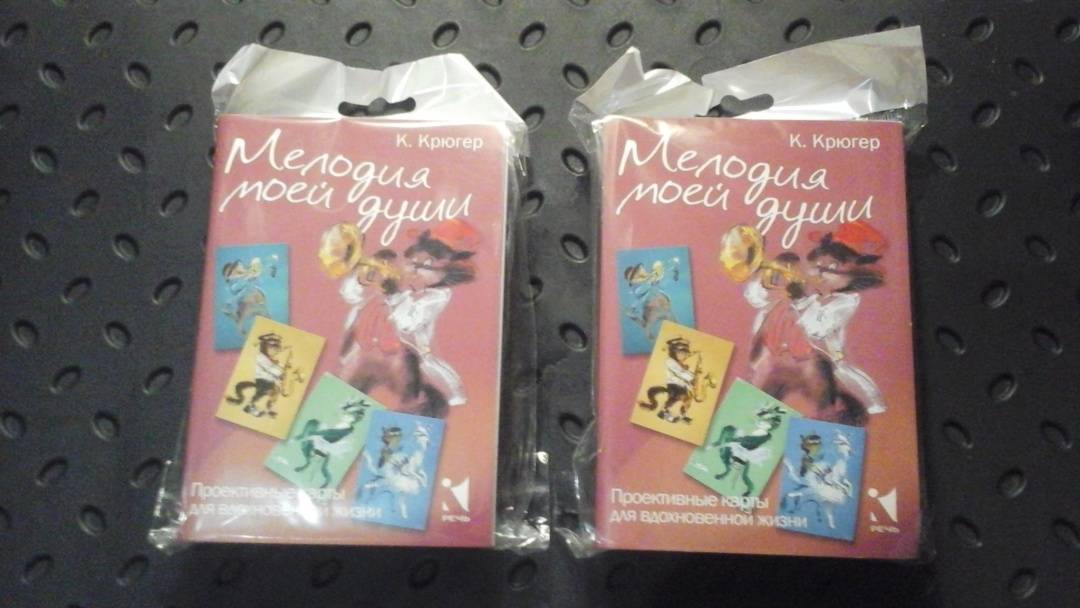 К. Крюгер
Мелодия
моей души
Проективные карты
для вдохновенной жизни
РЕЧЬ
К. Крюгер
Мелодия
моей души
Проективные карты
для вдохновенной жизни
РЕЧЬ